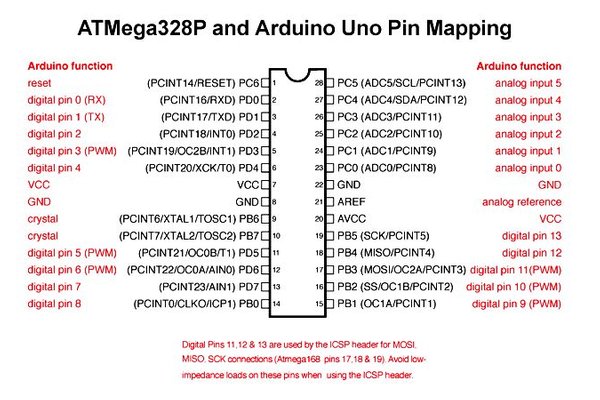 ATMega328P and Arduino Uno Pin Mapping
Arduino function Arduino function
reset (PCINT14/RESET) PC6 1 28 PC5 (ADC5/SCL/PCINT13) analog input 5
digital pin 0 (RX) (PCINT16/RXD) PD0 2 27 PC4 (ADC4/SDA/PCINT12) analog input 4
digital pin 1 (TX) (PCINT17/TXD) PD1 3 26 PC3 (ADC3/PCINT11) analog input 3
digital pin 2 (PCINT18/INT0) PD2 4 25 PC2 (ADC2/PCINT10) analog input 2
digital pin 3 (PWM) (PCINT19/OC2B/INT1) PD3 5 24 PC1 (ADC1/PCINT9) analog input 1
digital pin 4 (PCINT20/XCK/T0) PD4 6 23 PC0 (ADC0/PCINT8) analog input 0
VCC VCC 7 22 GND GND
GND GND 8 21 AREF analog reference
crystal (PCINT6/XTAL1/TOSC1) PB6 9 20 AVCC VCC
crystal (PCINT7/XTAL2/TOSC2) PB7 10 19 PB5 (SCK/PCINT5) digital pin 13
digital pin 5 (PWM) (PCINT21/OC0B/T1) PD5 11 18 PB4 (MISO/PCINT4) digital pin 12
digital pin 6 (PWM) (PCINT22/OC0A/AIN0) PD6 12 17 PB3 (MOSI/OC2A/PCINT3) digital pin 11(PWM)
digital pin 7 (PCINT23/AIN1) PD7 13 16 PB2 (SS/OC1B/PCINT2) digital pin 10 (PWM)
digital pin 8 (PCINT0/CLKO/ICP1) PB0 14 15 PB1 (OC1A/PCINT1) digital pin 9 (PWM)
Digital Pins 11,12 & 13 are used by the ICSP header for MOSI,
MISO, SCK connections (Atmega168 pins 17,18 & 19). Avoid low-
impedance loads on these pins when using the ICSP header.